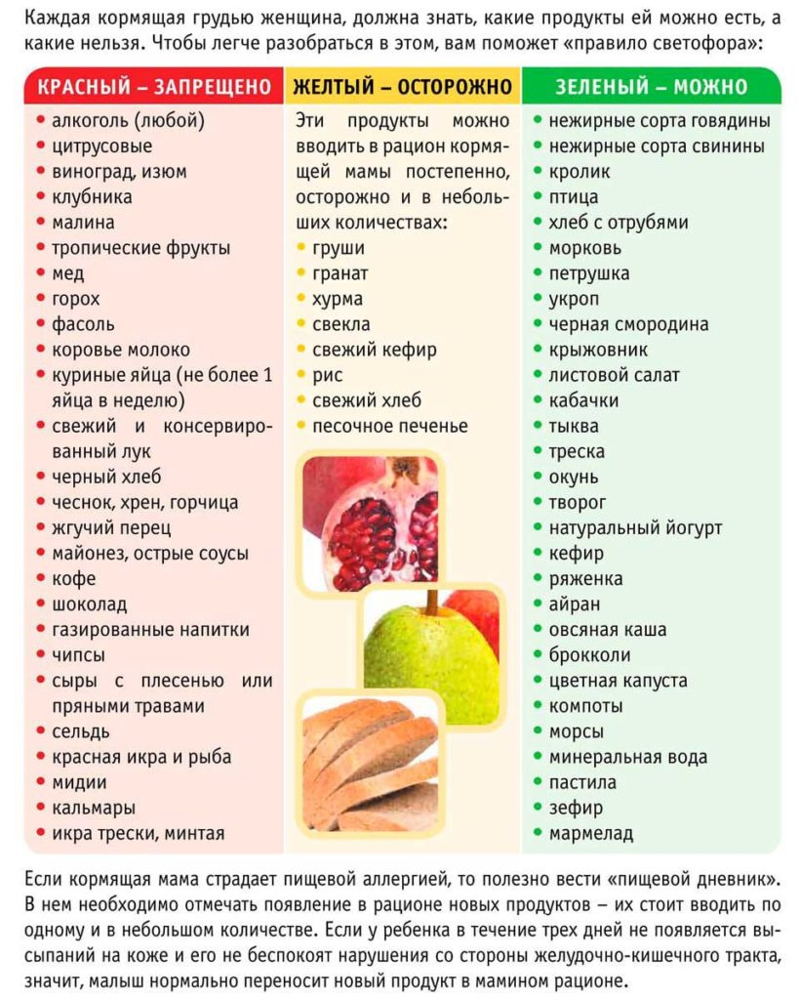 Каждая кормящая грудью женщина, должна знать, какие продукты ей можно есть, а
какие нельзя. Чтобы легче разобраться в этом, вам поможет «правило светофора»:
КРАСНЫЙ – ЗАПРЕЩЕНО
• алкоголь (любой)
• цитрусовые
• виноград, изюм
• клубника
• малина
• тропические фрукты
• мед
• горох
• фасоль
• коровье молоко
• куриные яйца (не более 1
яйца в неделю)
• свежий и консервиро-
ванный лук
• черный хлеб
• чеснок, хрен, горчица
• жгучий перец
• майонез, острые соусы
• кофе
• шоколад
• газированные напитки
• чипсы
• сыры с плесенью или
пряными травами
• сельдь
• красная икра и рыба
• мидии
• кальмары
• икра трески, минтая
ЖЕЛТЫЙ – ОСТОРОЖНО
Эти продукты можно
вводить в рацион кормя-
щей мамы постепенно,
осторожно и в неболь-
ших количествах:
• груши
• гранат
• хурма
• свекла
• свежий кефир
• рис
• свежий хлеб
• песочное печенье
ЗЕЛЕНЫЙ – МОЖНО
• нежирные сорта говядины
• нежирные сорта свинины
• кролик
• птица
• хлеб с отрубями
• морковь
• петрушка
• укроп
• черная смородина
• крыжовник
• листовой салат
• кабачки
• тыква
• треска
• окунь
• творог
• натуральный йогурт
• кефир
• ряженка
• айран
• овсяная каша
• брокколи
• цветная капуста
• компоты
• морсы
• минеральная вода
• пастила
• зефир
• мармелад
Если кормящая мама страдает пищевой аллергией, то полезно вести «пищевой дневник».
В нем необходимо отмечать появление в рационе новых продуктов – их стоит вводить по
одному и в небольшом количестве. Если у ребенка в течение трех дней не появляется вы-
сыпаний на коже и его не беспокоят нарушения со стороны желудочно-кишечного тракта,
значит, малыш нормально переносит новый продукт в мамином рационе.